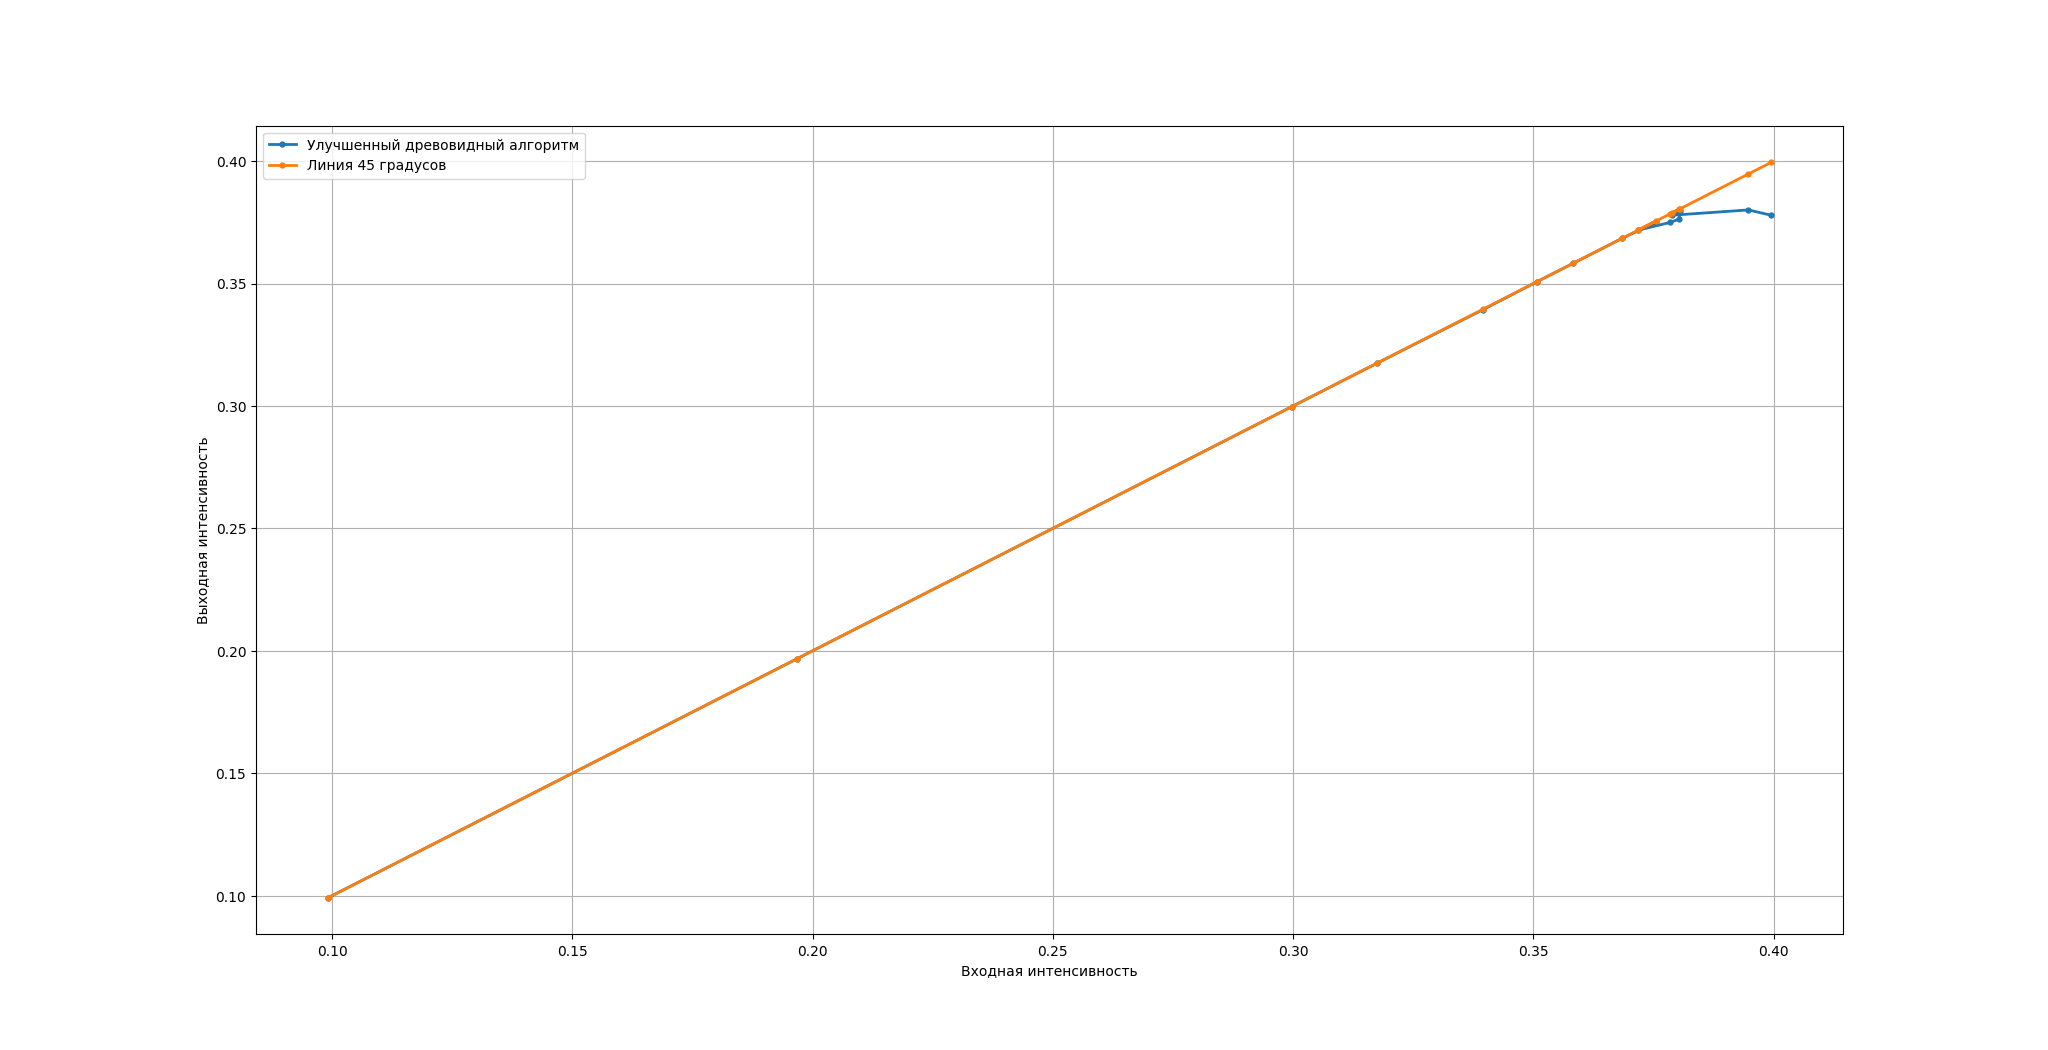 Улучшенный древовидный алгоритм
Линия 45 градусов
0.40
0.35
0.30
0.25
0.20
0.15
0.10
Выходная интенсивность
0.10 0.15 0.20 0.25 0.30 0.35 0.40
Входная интенсивность